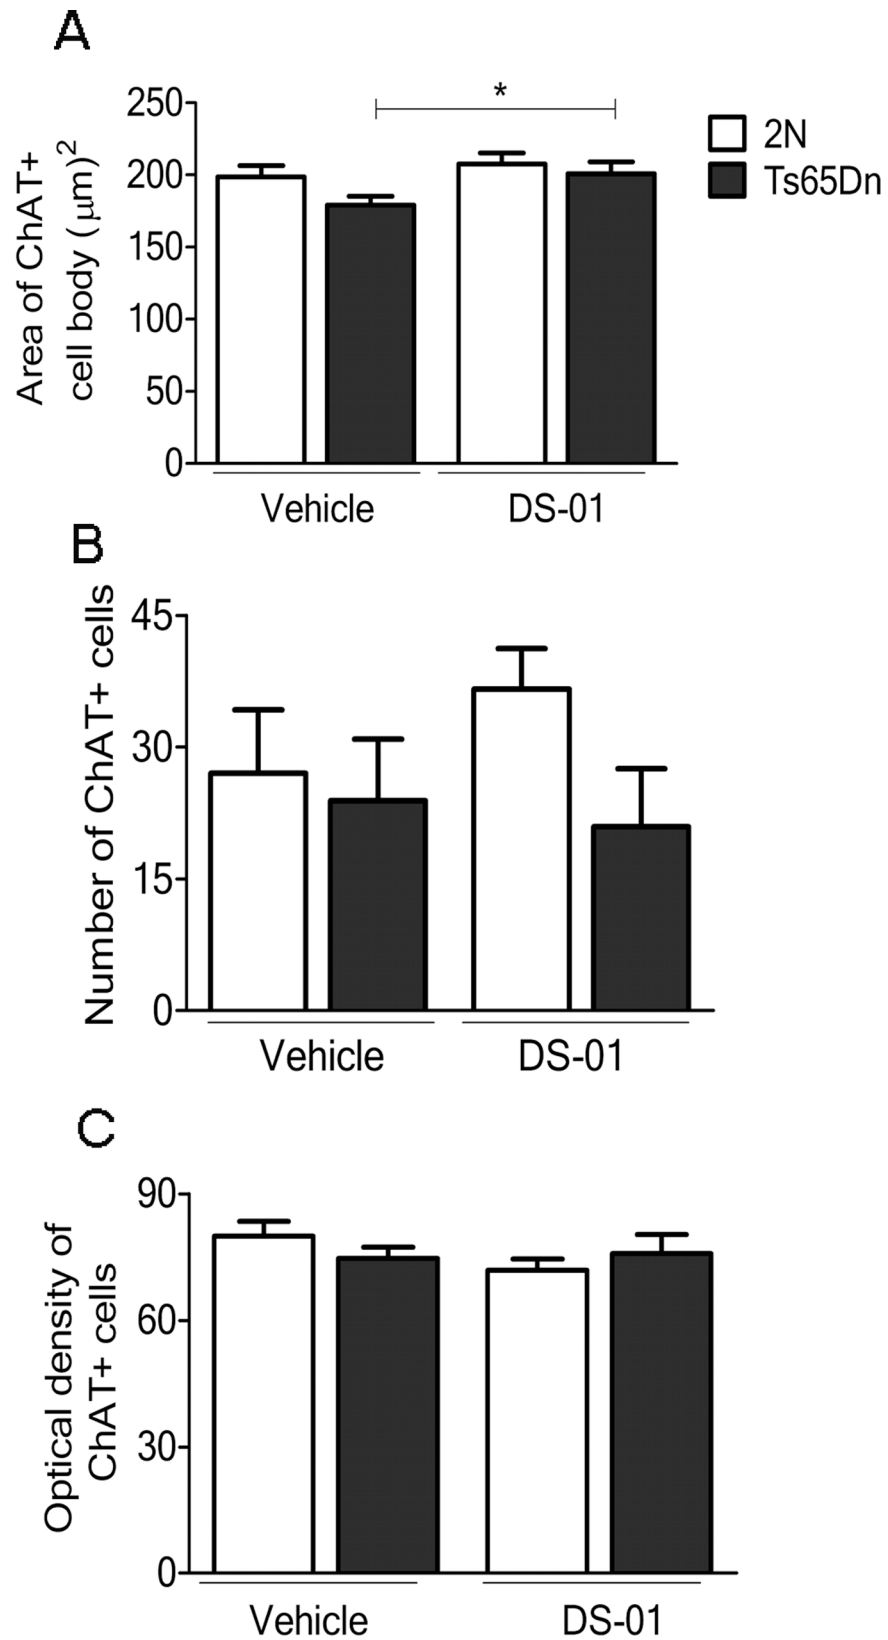 A
250
200
150
100
50
0
Area of ChAT+
cell body (μm)2
*
2N
Ts65Dn
Vehicle
DS-01
B
45
30
15
0
Number of ChAT+ cells
Vehicle
DS-01
C
90
60
30
0
Optical density of
ChAT+ cells
Vehicle
DS-01